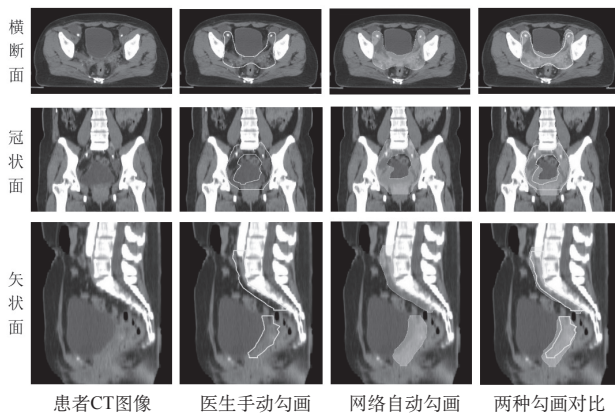 横断面
冠状面
矢状面
患者CT图像
医生手动勾画
网络自动勾画
两种勾画对比